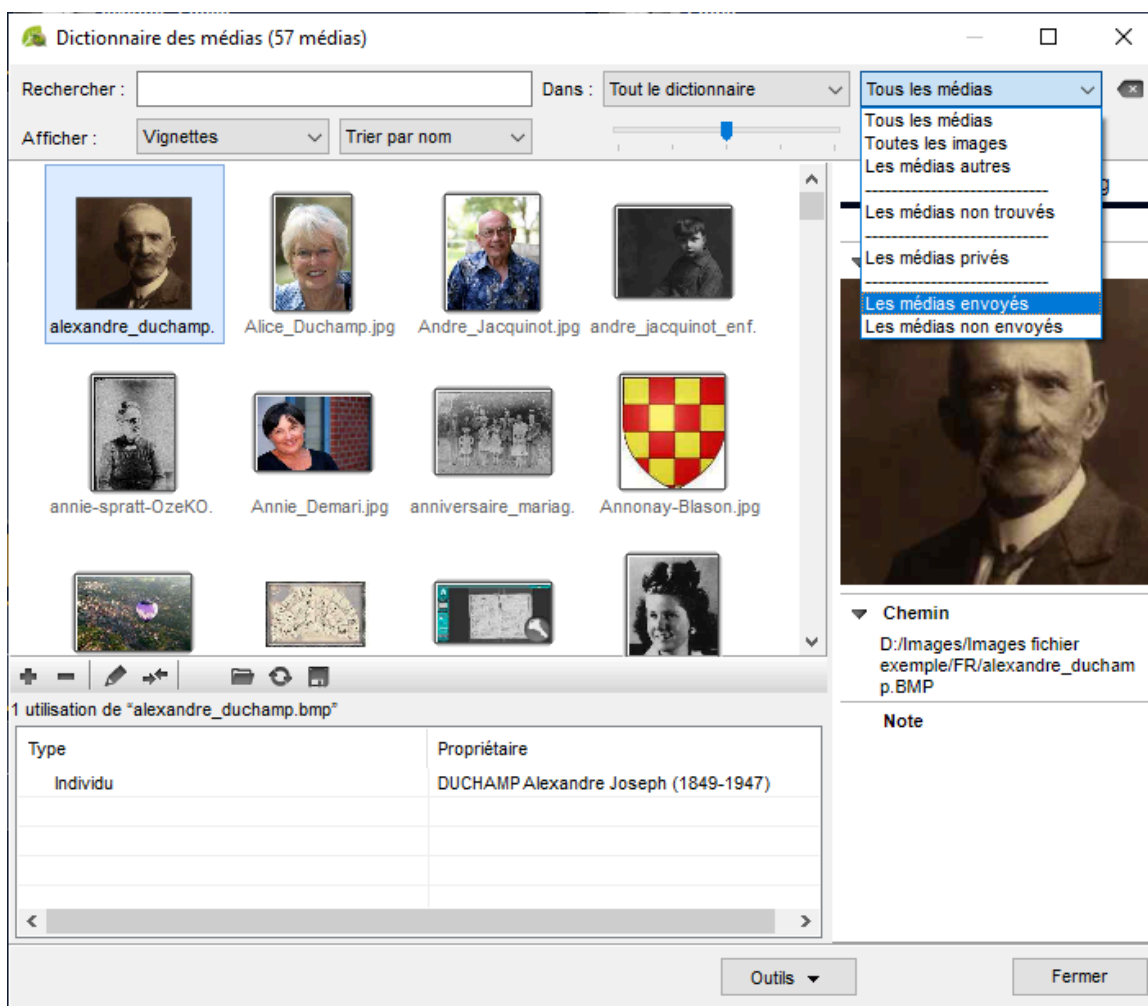 Dictionnaire des médias (57 médias)
Rechercher :
Dans :
Tout le dictionnaire
Tous les médias
Afficher :
Vignettes
Trier par nom
Tous les médias
Toutes les images
Les médias autres
----------------------------
Les médias non trouvés
----------------------------
Les médias privés
----------------------------
Les médias envoyés
Les médias non envoyés
alexandre_duchamp.
Alice_Duchamp.jpg
Andre_Jacquinot.jpg
andre_jacquinot_enf.
annie-spratt-OzeKO.
Annie_Demari.jpg
anniversaire_mariag.
Annonay-Blason.jpg
Chemin
D:/Images/Images fichier
exemple/FR/alexandre_ducham
p.BMP
Note
1 utilisation de “alexandre_duchamp.bmp”
Type
Propriétaire
Individu
DUCHAMP Alexandre Joseph (1849-1947)
Outils
Fermer